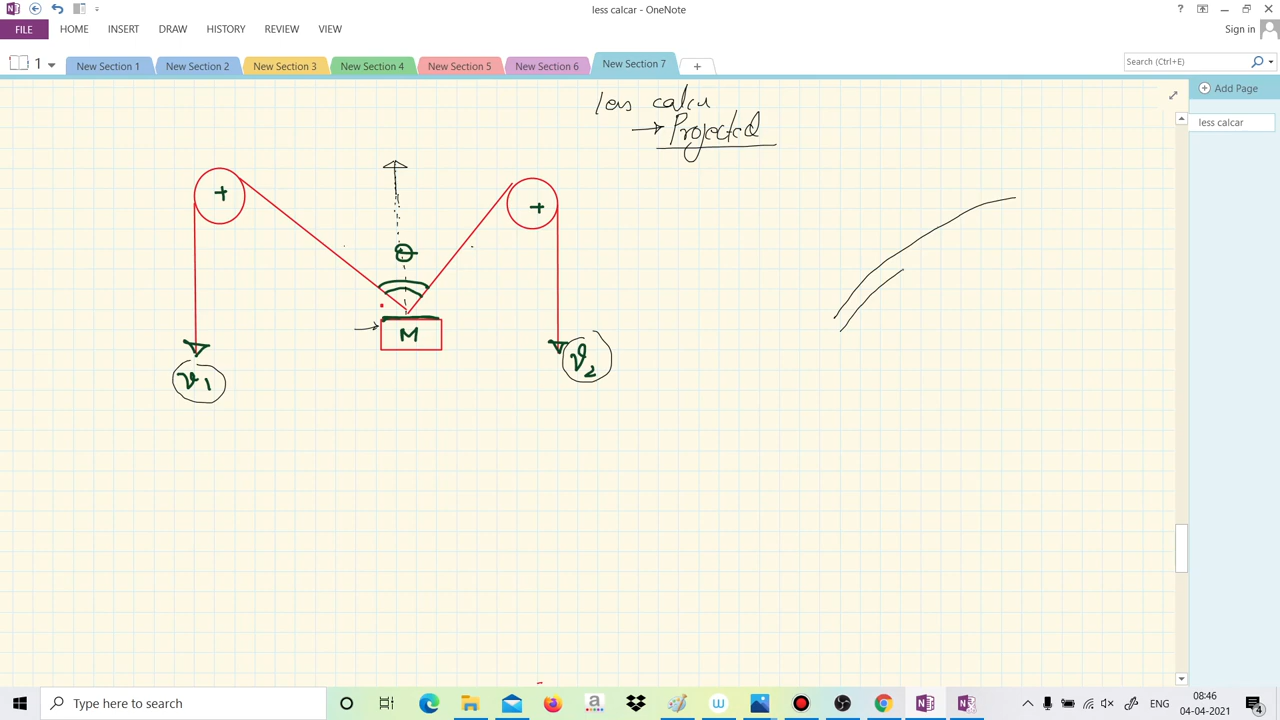 less calcar - OneNote
?
Sign in
FILE
HOME
INSERT
DRAW
HISTORY
REVIEW
VIEW
1
New Section 1
New Section 2
New Section 3
New Section 4
New Section 5
New Section 6
New Section 7
+
Search (Ctrl+E)
Add Page
less calcar
less calcu
→ Projected
+
+
θ
M
v1
v2
Type here to search
ENG
08:46
04-04-2021
4